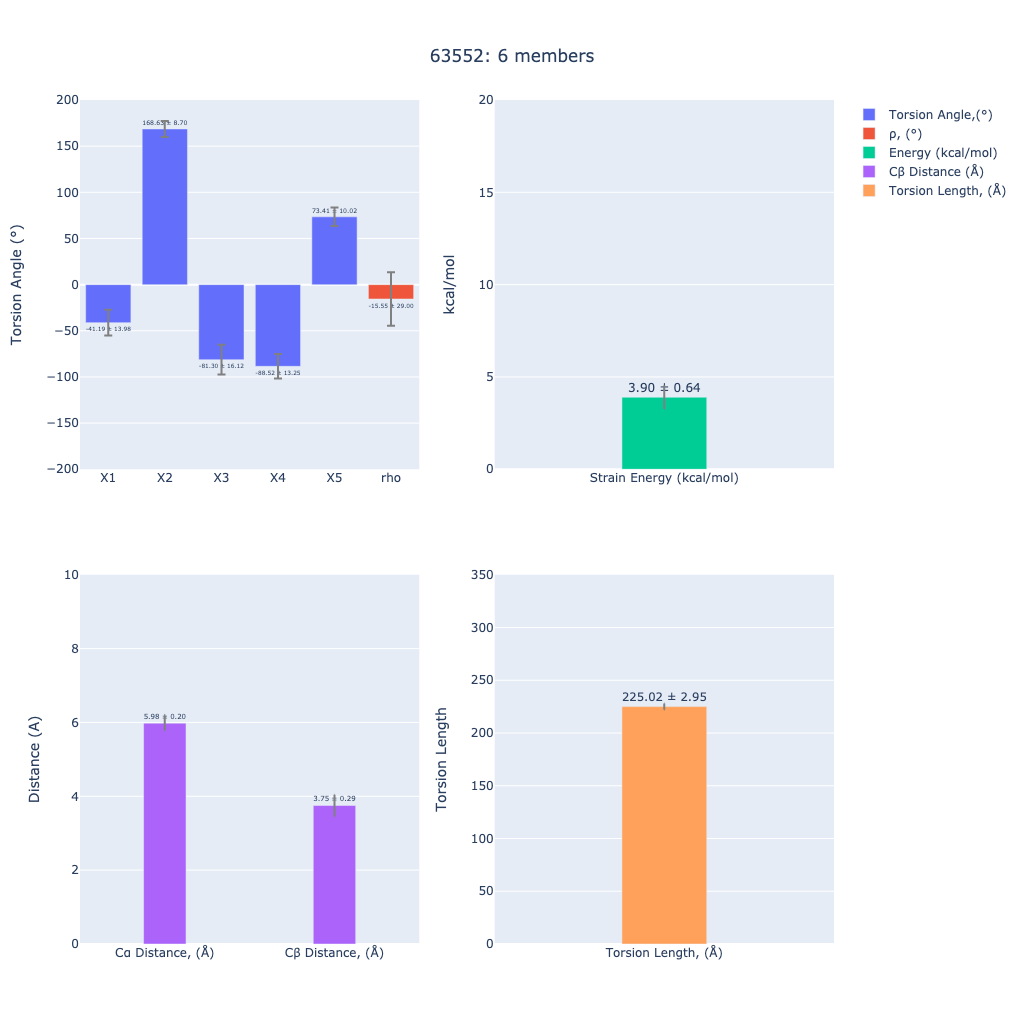 63552: 6 members
Torsion Angle (°)
200
150
100
50
0
−50
−100
−150
−200
-41.19 ± 13.98
-81.30 ± 16.12
-88.52 ± 13.25
73.41 ± 10.02
-15.55 ± 29.00
X1 X2 X3 X4 X5 rho
kcal/mol
20
15
10
5
0
3.90 ± 0.64
Strain Energy (kcal/mol)
Torsion Angle,(°)
ρ, (°)
Energy (kcal/mol)
Cβ Distance (Å)
Torsion Length, (Å)
Distance (A)
10
8
6
4
2
0
5.98 ± 0.20
3.75 ± 0.29
Cα Distance, (Å) Cβ Distance, (Å)
Torsion Length
350
300
250
200
150
100
50
0
225.02 ± 2.95
Torsion Length, (Å)